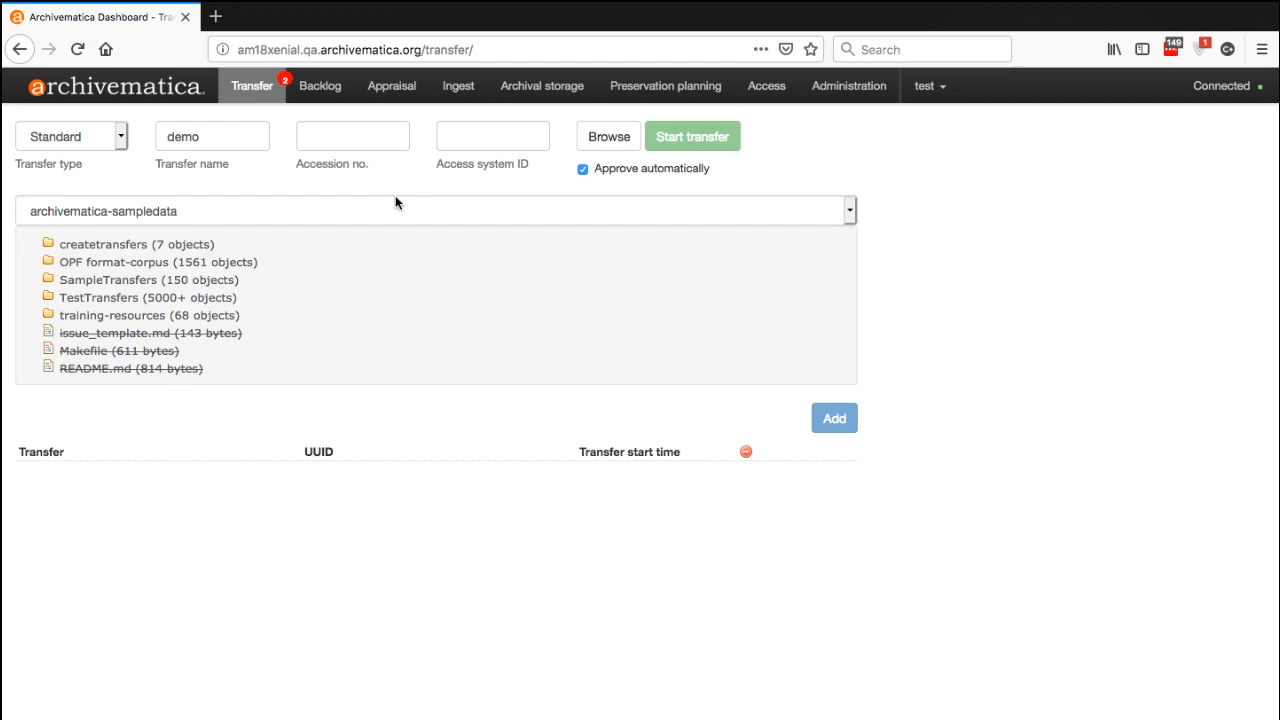 Archivematica Dashboard - Tra
am18xenial.qa.archivematica.org/transfer/
Search
149
1
archivematica
Transfer
2
Backlog
Appraisal
Ingest
Archival storage
Preservation planning
Access
Administration
test
Connected
Standard
demo
Browse
Start transfer
Transfer type
Transfer name
Accession no.
Access system ID
Approve automatically
archivematica-sampledata
createtransfers (7 objects)
OPF format-corpus (1561 objects)
SampleTransfers (150 objects)
TestTransfers (5000+ objects)
training-resources (68 objects)
issue_template.md (143 bytes)
Makefile (611 bytes)
README.md (814 bytes)
Add
Transfer
UUID
Transfer start time